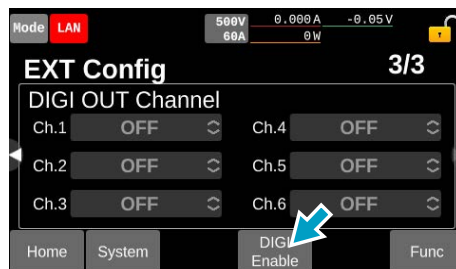 Mode LAN 500V 0.000A -0.05V
60A 0W
EXT Config 3/3
DIGI OUT Channel
Ch.1 OFF Ch.4 OFF
Ch.2 OFF Ch.5 OFF
Ch.3 OFF Ch.6 OFF
Home System DIGI Enable Func